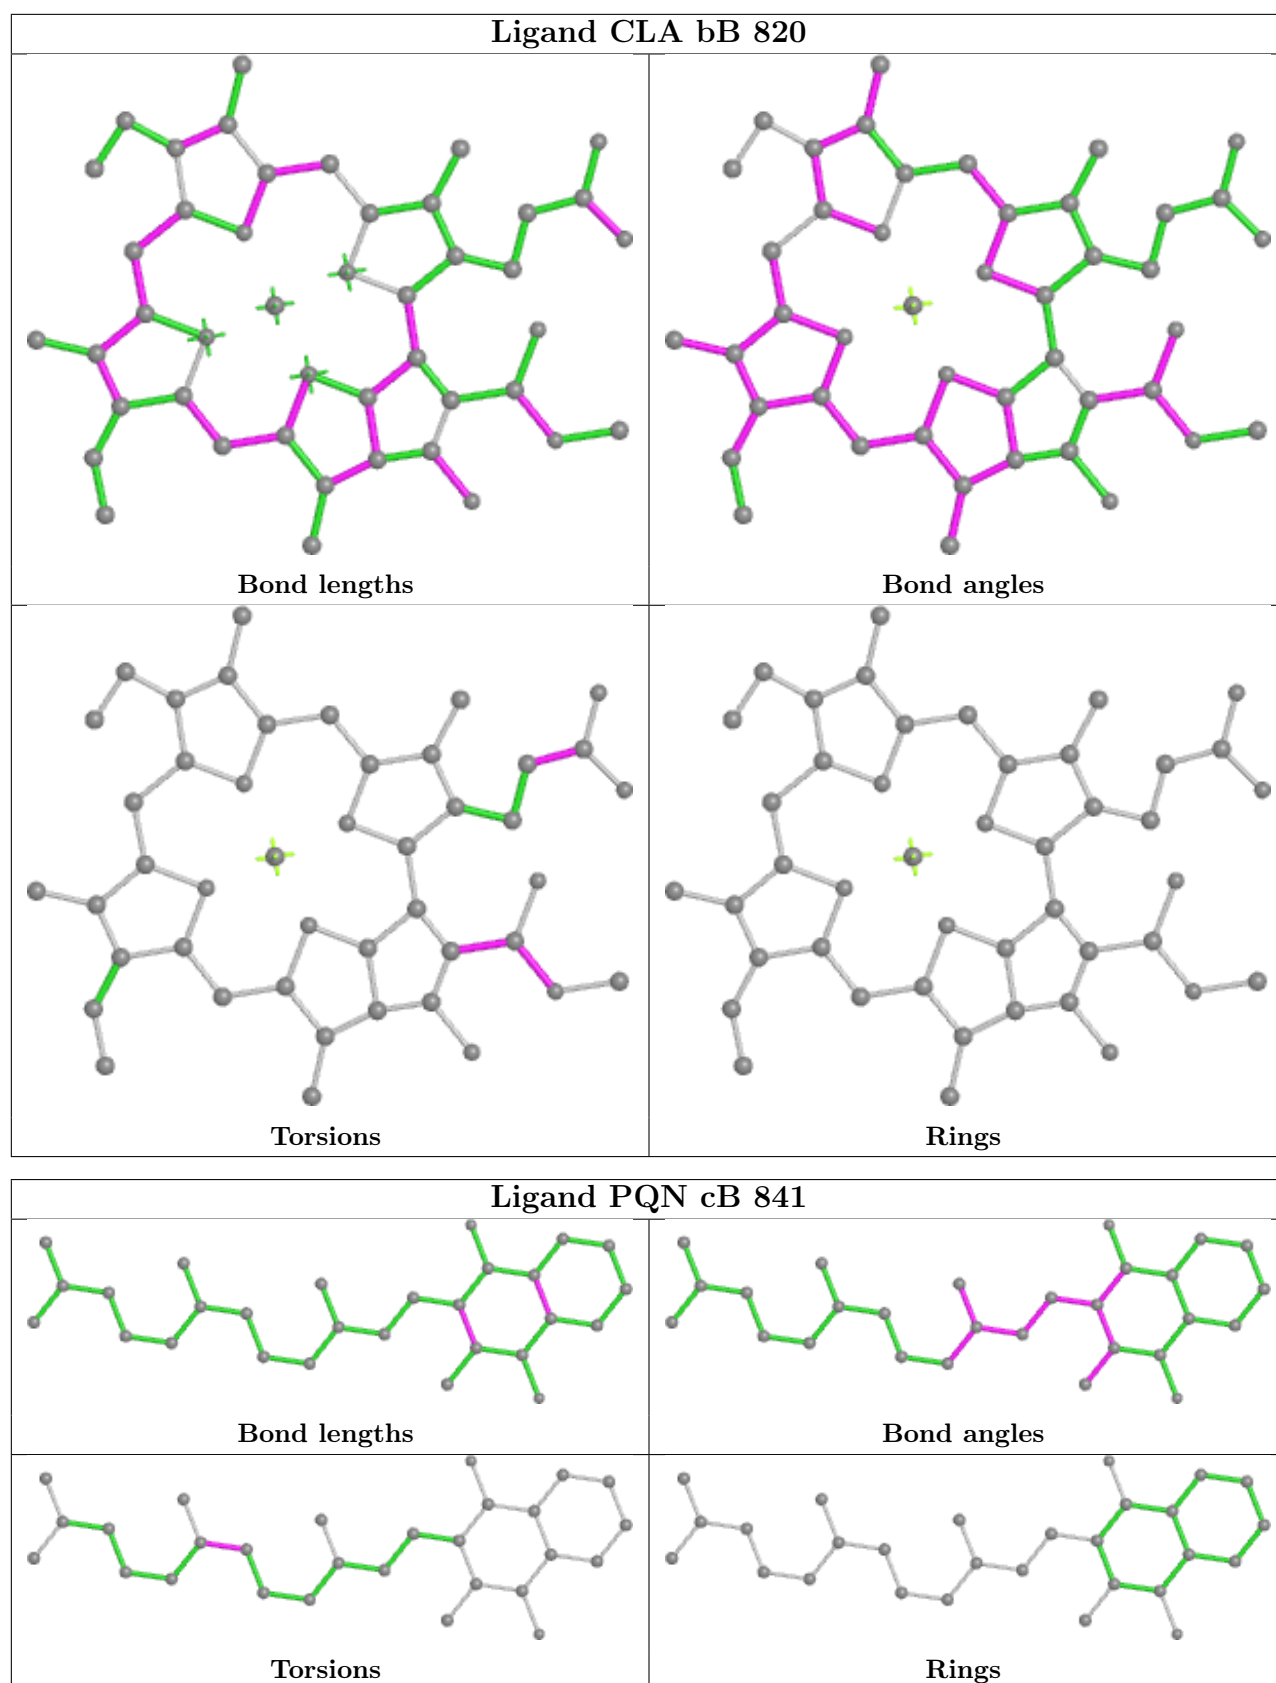 Ligand CLA bB 820
Bond lengths
Bond angles
Torsions
Rings
Ligand PQN cB 841
Bond lengths
Bond angles
Torsions
Rings